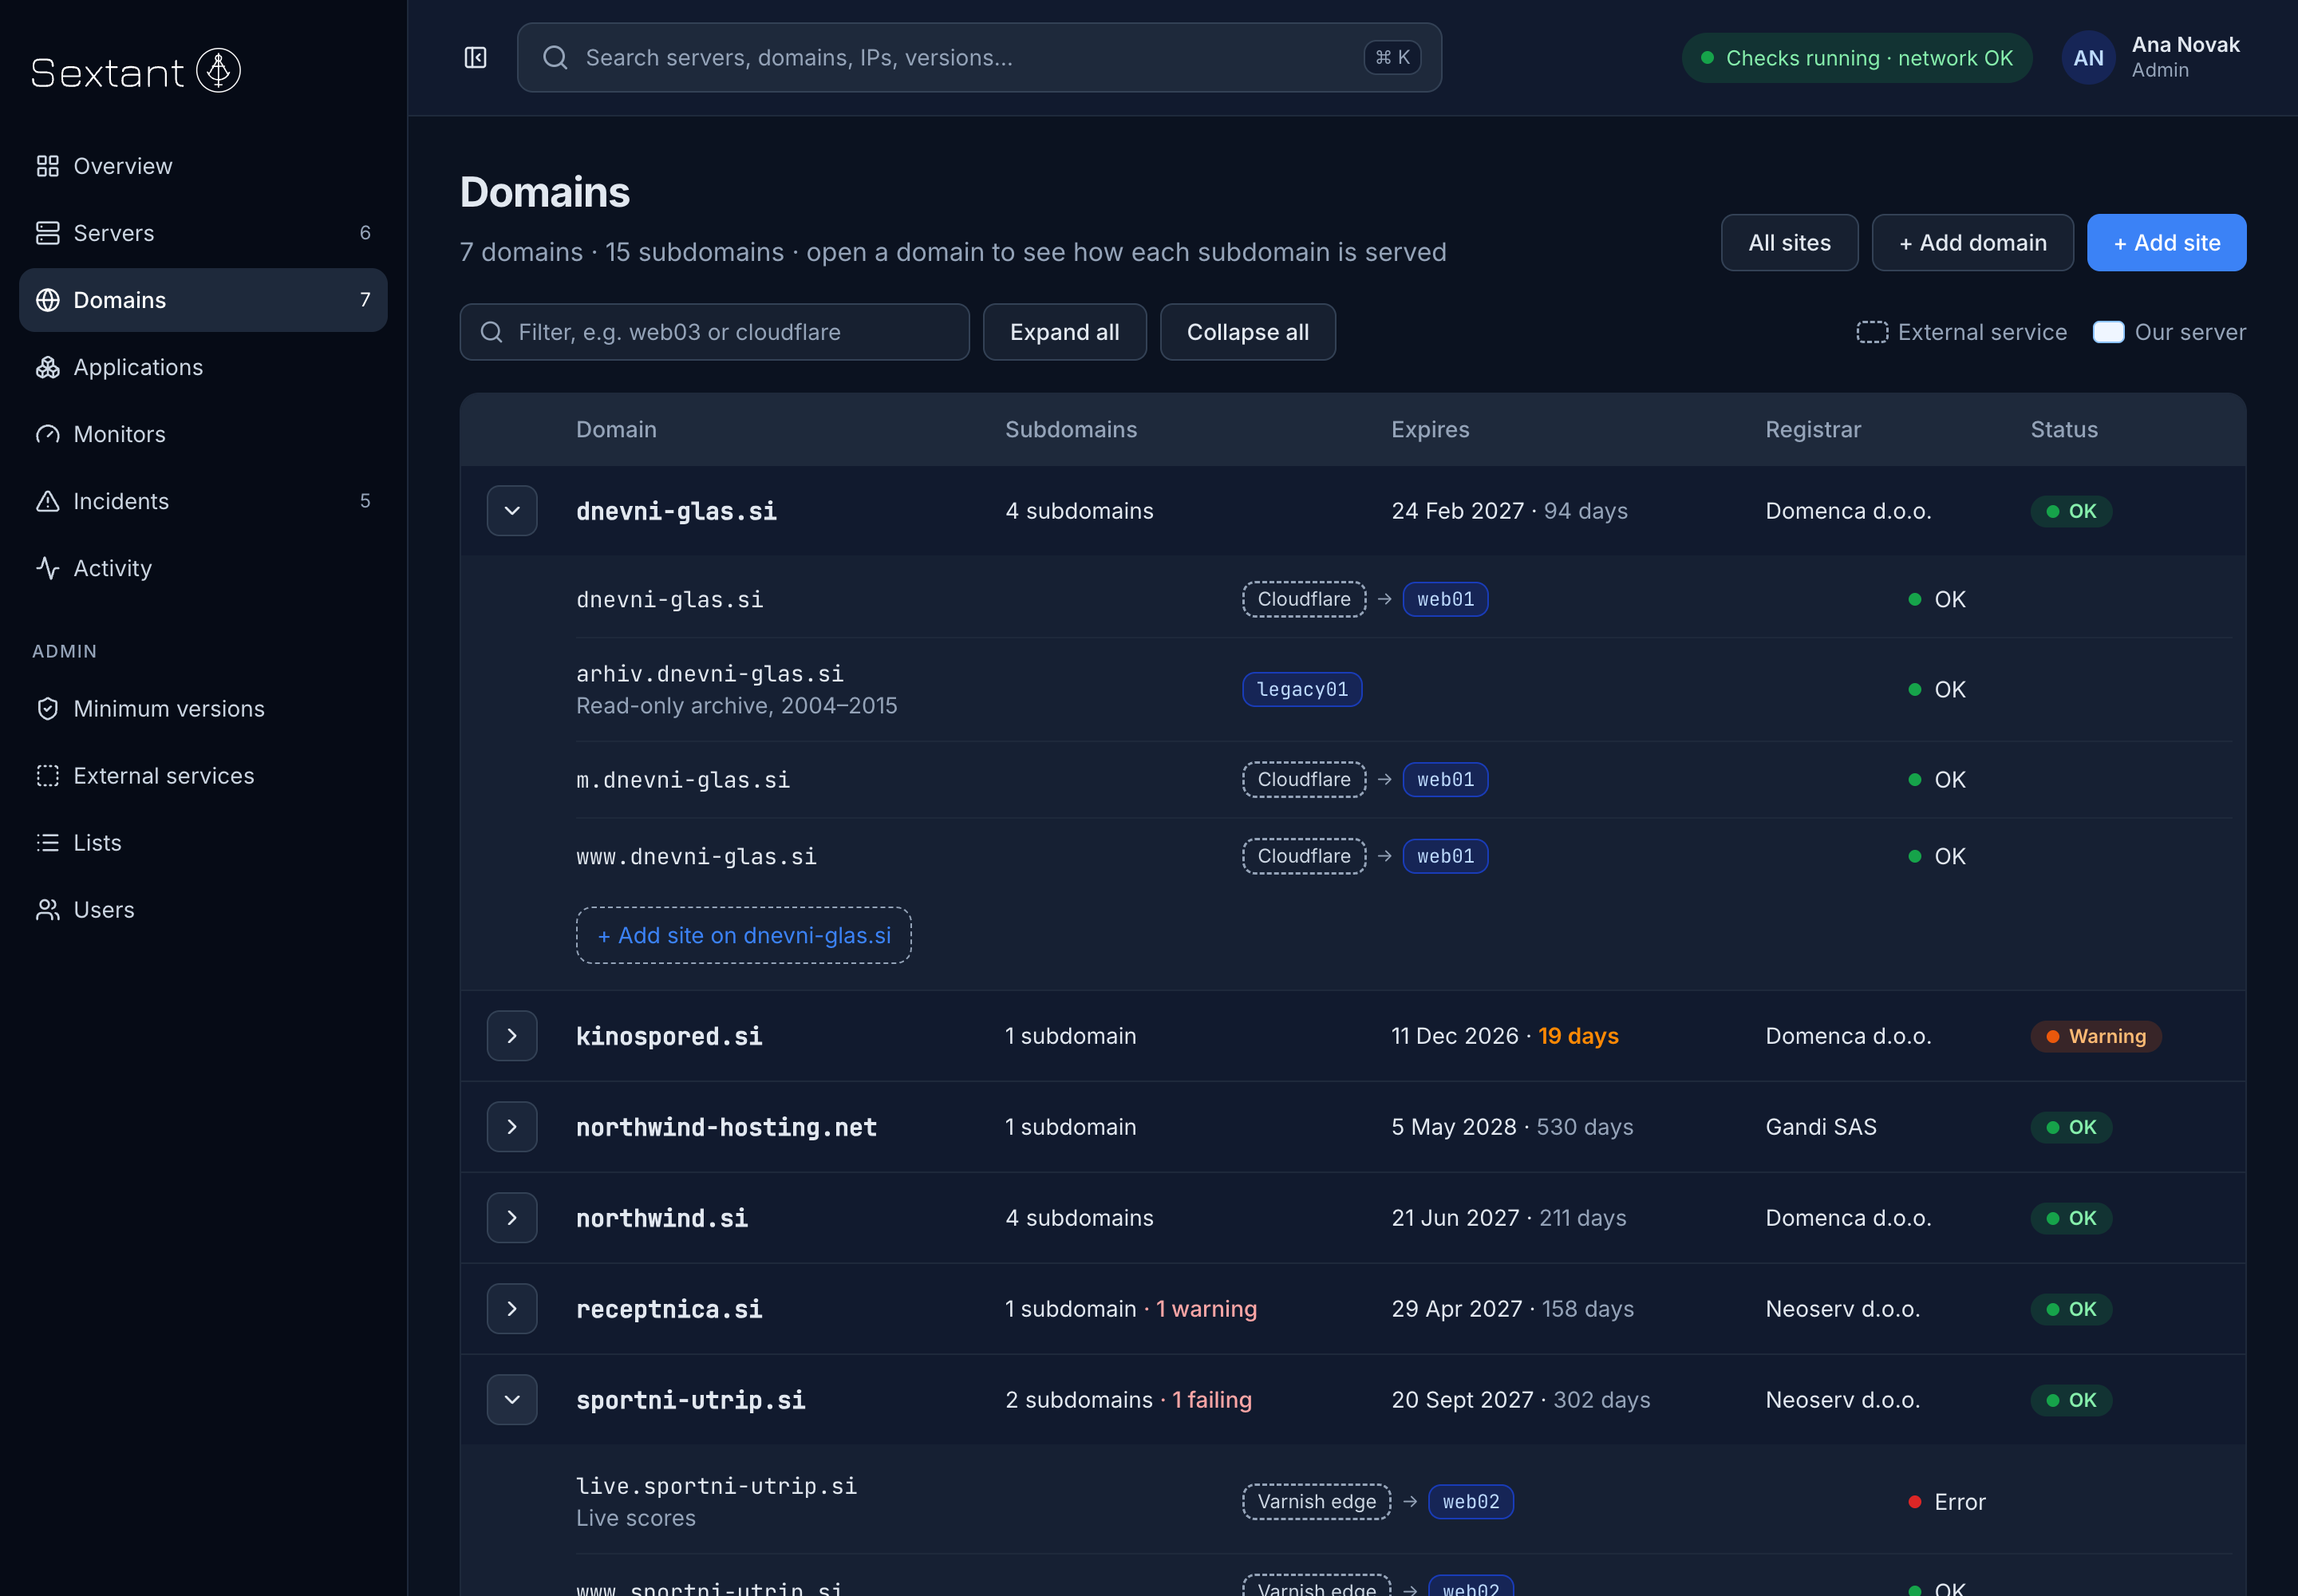 Sextant
Search servers, domains, IPs, versions...
⌘ K
Checks running · network OK
AN
Ana Novak
Admin
Overview
Servers 6
Domains 7
Applications
Monitors
Incidents 5
Activity
ADMIN
Minimum versions
External services
Lists
Users
Domains
7 domains · 15 subdomains · open a domain to see how each subdomain is served
All sites
+ Add domain
+ Add site
Filter, e.g. web03 or cloudflare
Expand all
Collapse all
External service
Our server
Domain Subdomains Expires Registrar Status
dnevni-glas.si 4 subdomains 24 Feb 2027 · 94 days Domenca d.o.o. OK
dnevni-glas.si Cloudflare → web01 OK
arhiv.dnevni-glas.si legacy01 OK
Read-only archive, 2004–2015
m.dnevni-glas.si Cloudflare → web01 OK
www.dnevni-glas.si Cloudflare → web01 OK
+ Add site on dnevni-glas.si
kinospored.si 1 subdomain 11 Dec 2026 · 19 days Domenca d.o.o. Warning
northwind-hosting.net 1 subdomain 5 May 2028 · 530 days Gandi SAS OK
northwind.si 4 subdomains 21 Jun 2027 · 211 days Domenca d.o.o. OK
receptnica.si 1 subdomain · 1 warning 29 Apr 2027 · 158 days Neoserv d.o.o. OK
sportni-utrip.si 2 subdomains · 1 failing 20 Sept 2027 · 302 days Neoserv d.o.o. OK
live.sportni-utrip.si Varnish edge → web02 Error
Live scores
www.sportni-utrip.si Varnish edge → web02 OK